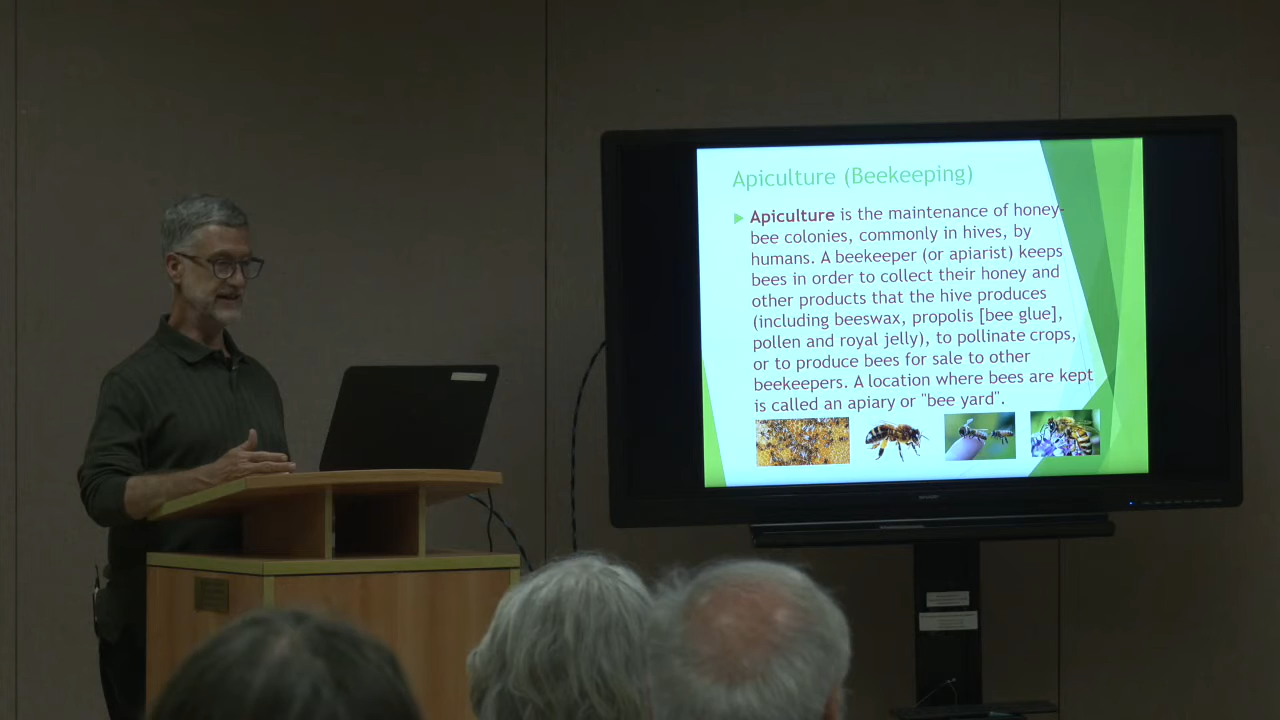 Apiculture (Beekeeping)
Apiculture is the maintenance of honey-
bee colonies, commonly in hives, by
humans. A beekeeper (or apiarist) keeps
bees in order to collect their honey and
other products that the hive produces
(including beeswax, propolis [bee glue],
pollen and royal jelly), to pollinate crops,
or to produce bees for sale to other
beekeepers. A location where bees are kept
is called an apiary or "bee yard".
SHARP